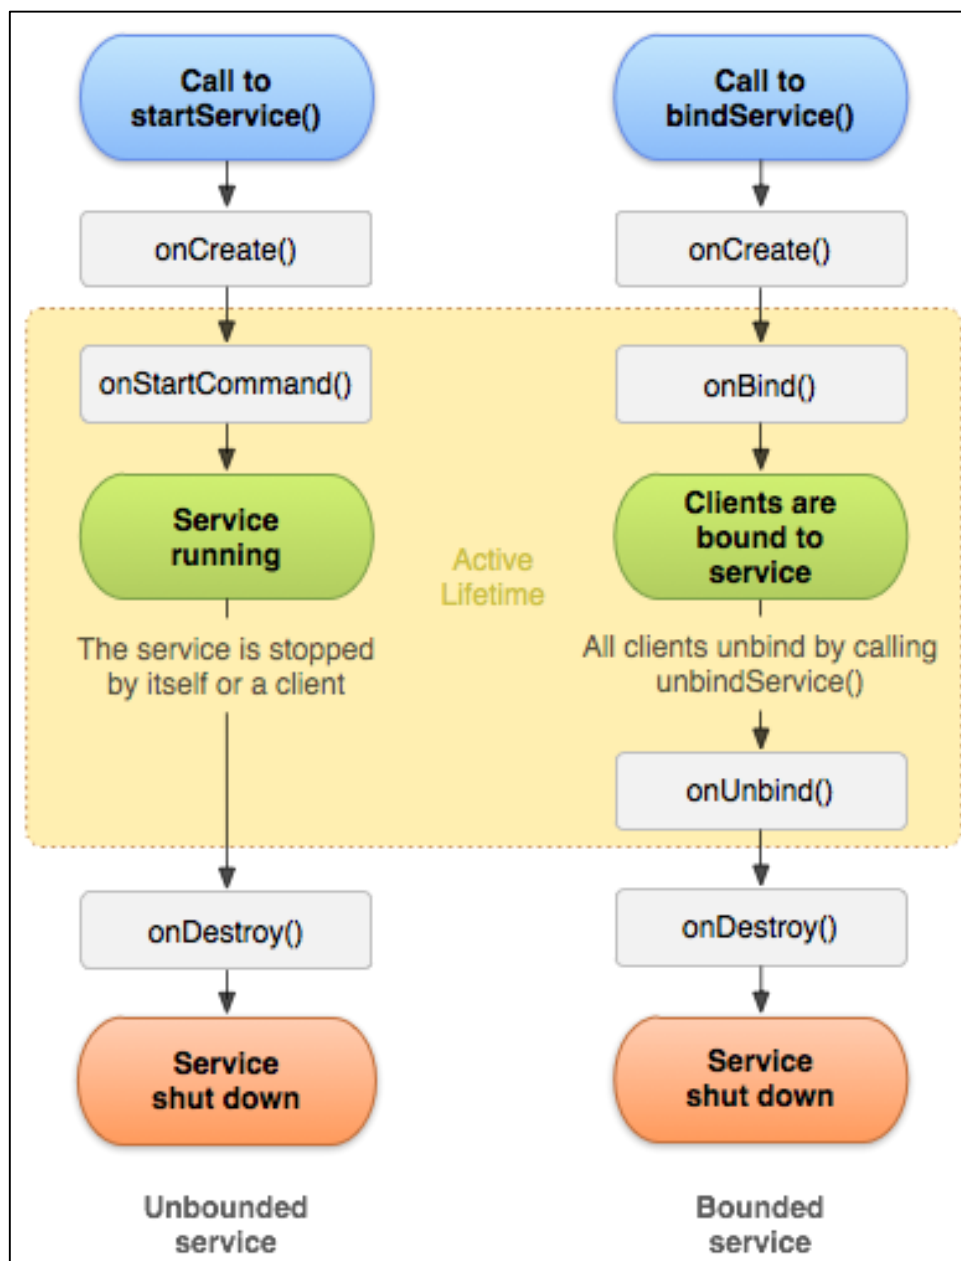 Call to
startService()
onCreate()
onStartCommand()
Service
running
The service is stopped
by itself or a client
onDestroy()
Service
shut down
Unbounded
service
Active
Lifetime
Call to
bindService()
onCreate()
onBind()
Clients are
bound to
service
All clients unbind by calling
unbindService()
onUnbind()
onDestroy()
Service
shut down
Bounded
service